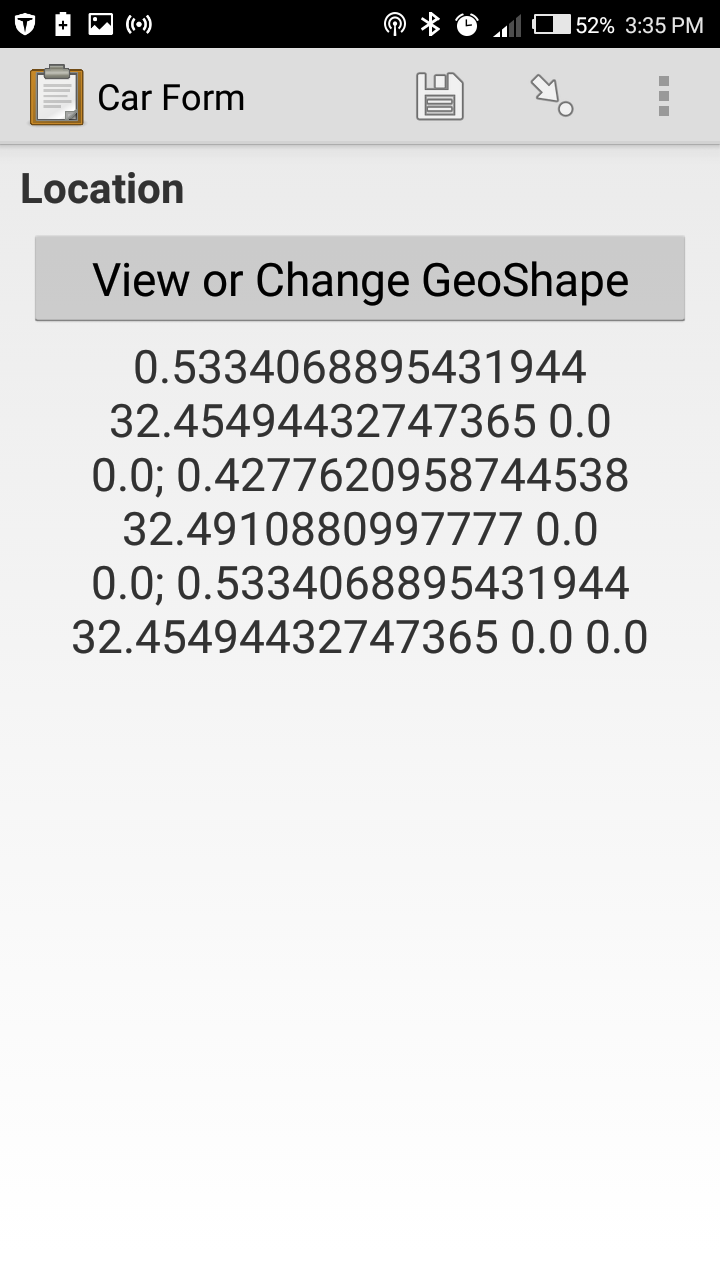 52% 3:35 PM
Car Form
Location
View or Change GeoShape
0.5334068895431944
32.45494432747365 0.0
0.0; 0.4277620958744538
32.4910880997777 0.0
0.0; 0.5334068895431944
32.45494432747365 0.0 0.0